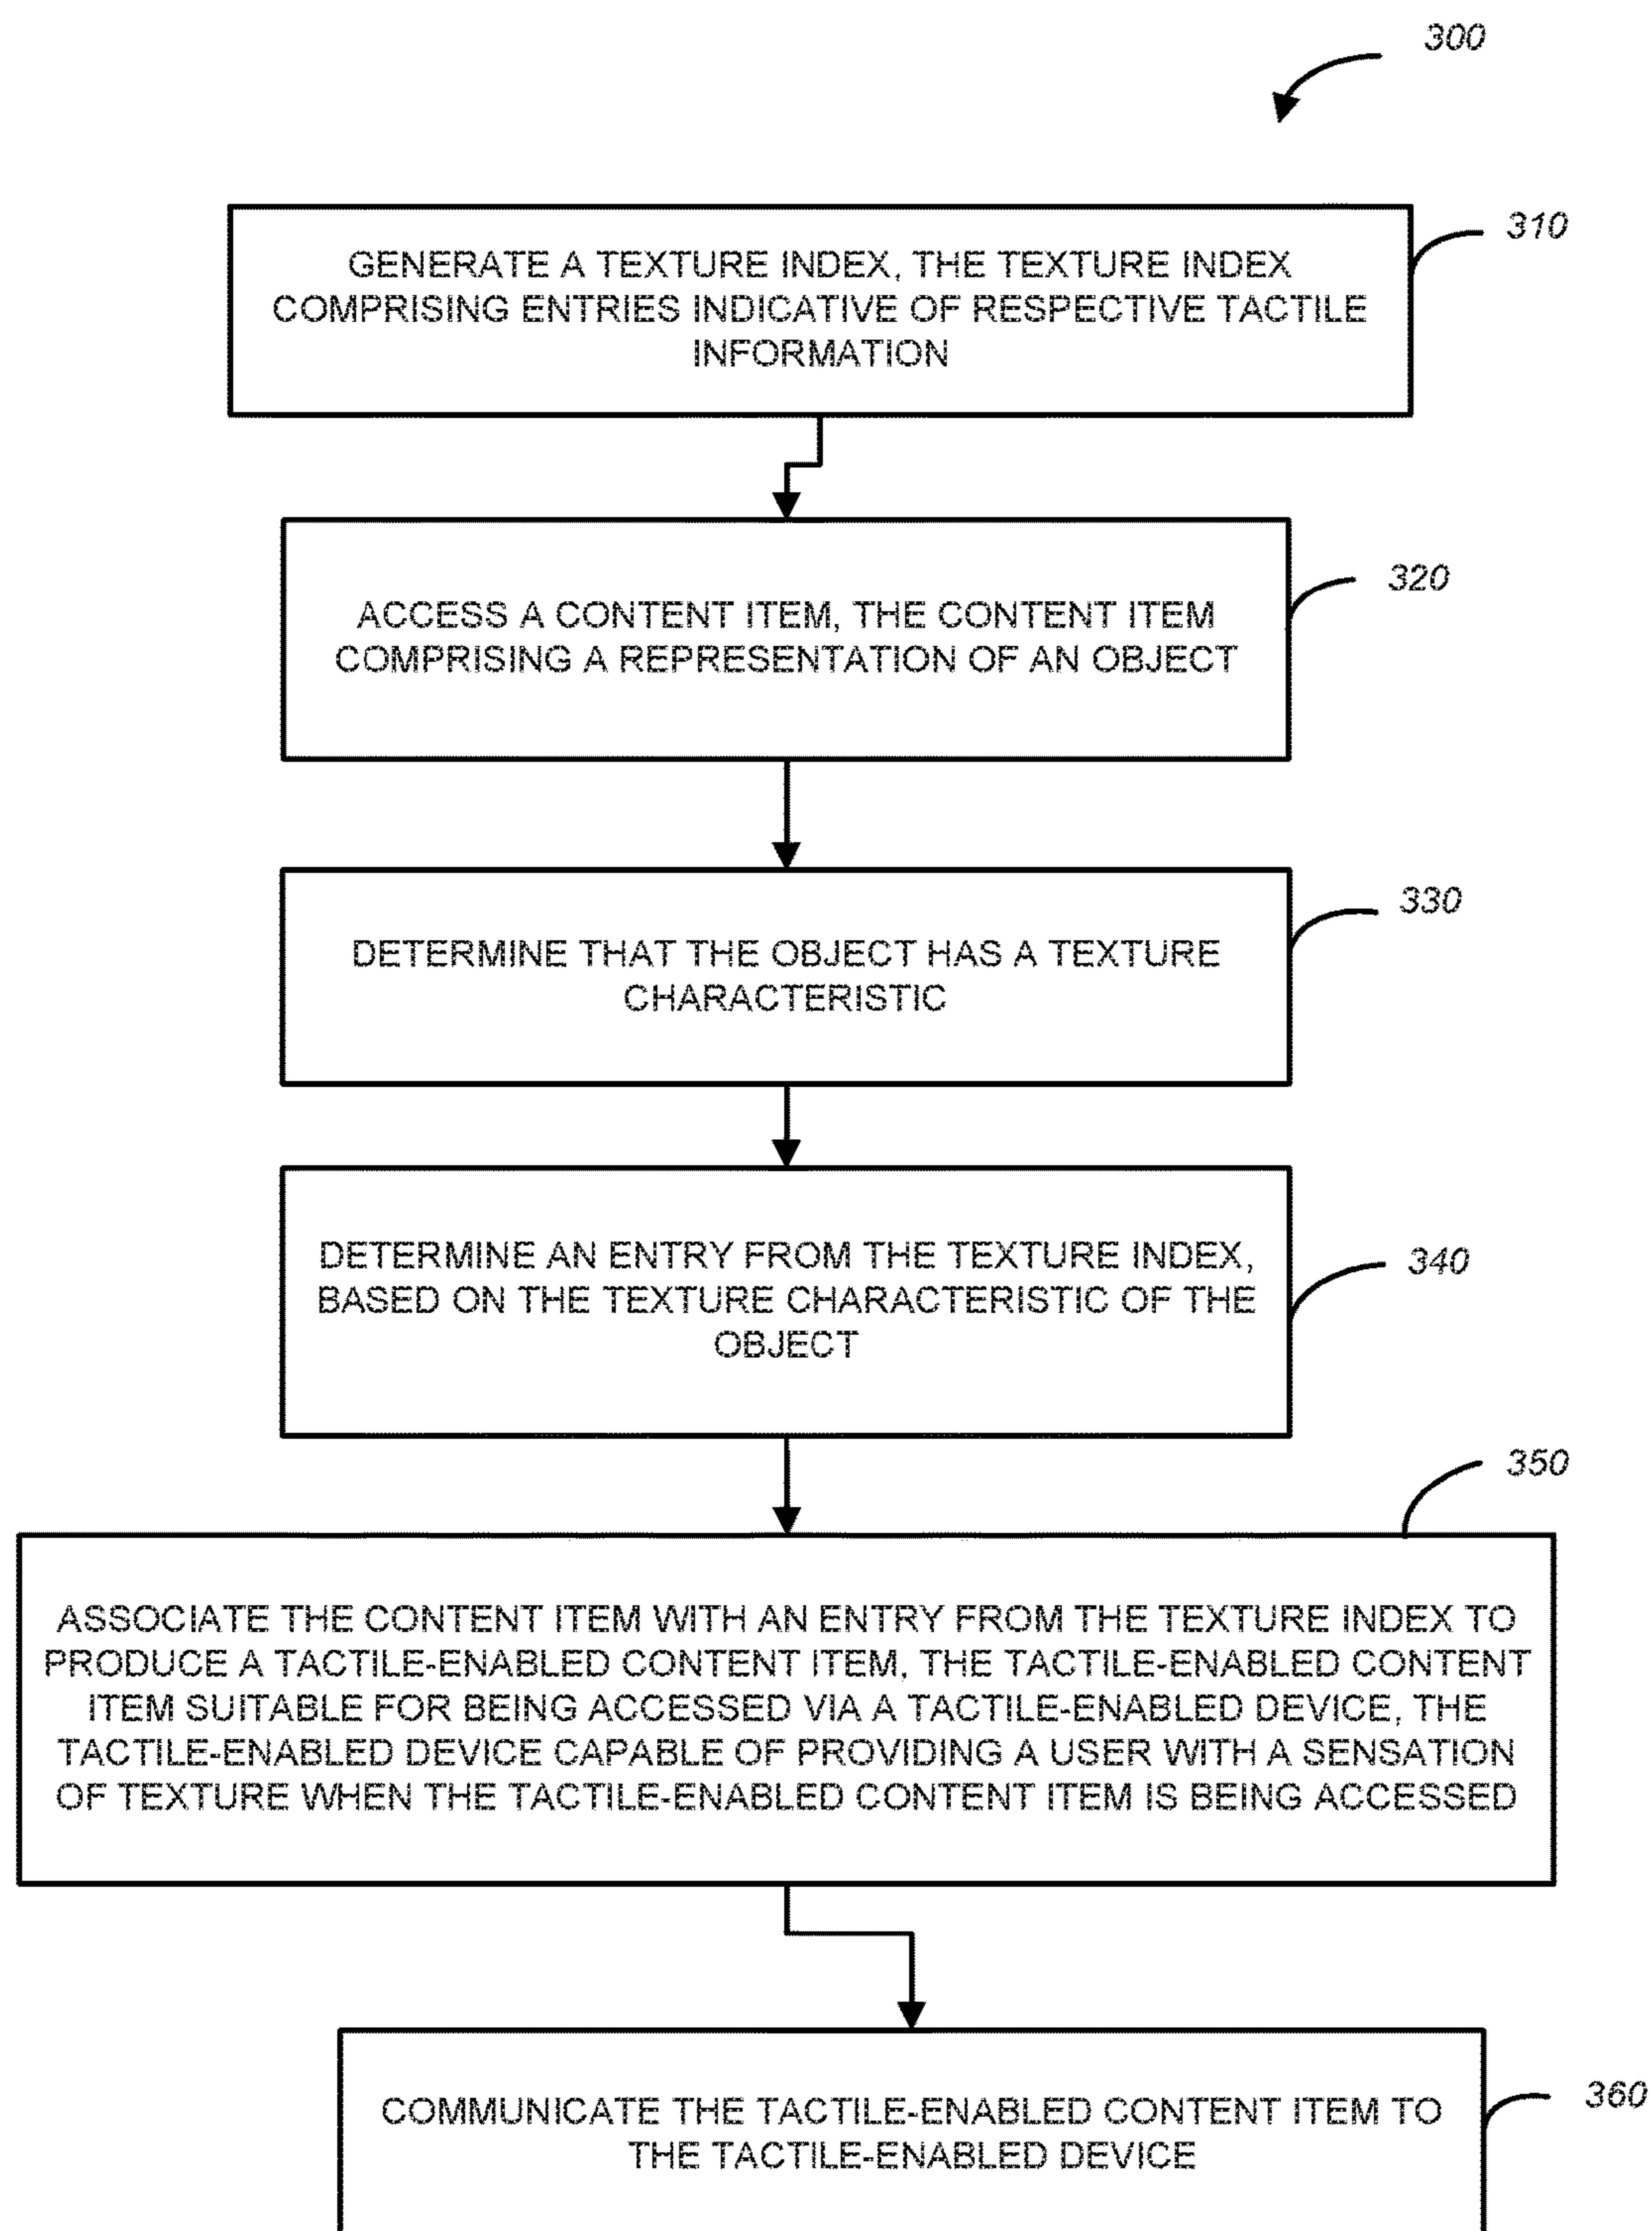 300
310
GENERATE A TEXTURE INDEX, THE TEXTURE INDEX
COMPRISING ENTRIES INDICATIVE OF RESPECTIVE TACTILE
INFORMATION
320
ACCESS A CONTENT ITEM, THE CONTENT ITEM
COMPRISING A REPRESENTATION OF AN OBJECT
330
DETERMINE THAT THE OBJECT HAS A TEXTURE
CHARACTERISTIC
340
DETERMINE AN ENTRY FROM THE TEXTURE INDEX,
BASED ON THE TEXTURE CHARACTERISTIC OF THE
OBJECT
350
ASSOCIATE THE CONTENT ITEM WITH AN ENTRY FROM THE TEXTURE INDEX TO
PRODUCE A TACTILE-ENABLED CONTENT ITEM, THE TACTILE-ENABLED CONTENT
ITEM SUITABLE FOR BEING ACCESSED VIA A TACTILE-ENABLED DEVICE, THE
TACTILE-ENABLED DEVICE CAPABLE OF PROVIDING A USER WITH A SENSATION
OF TEXTURE WHEN THE TACTILE-ENABLED CONTENT ITEM IS BEING ACCESSED
360
COMMUNICATE THE TACTILE-ENABLED CONTENT ITEM TO
THE TACTILE-ENABLED DEVICE